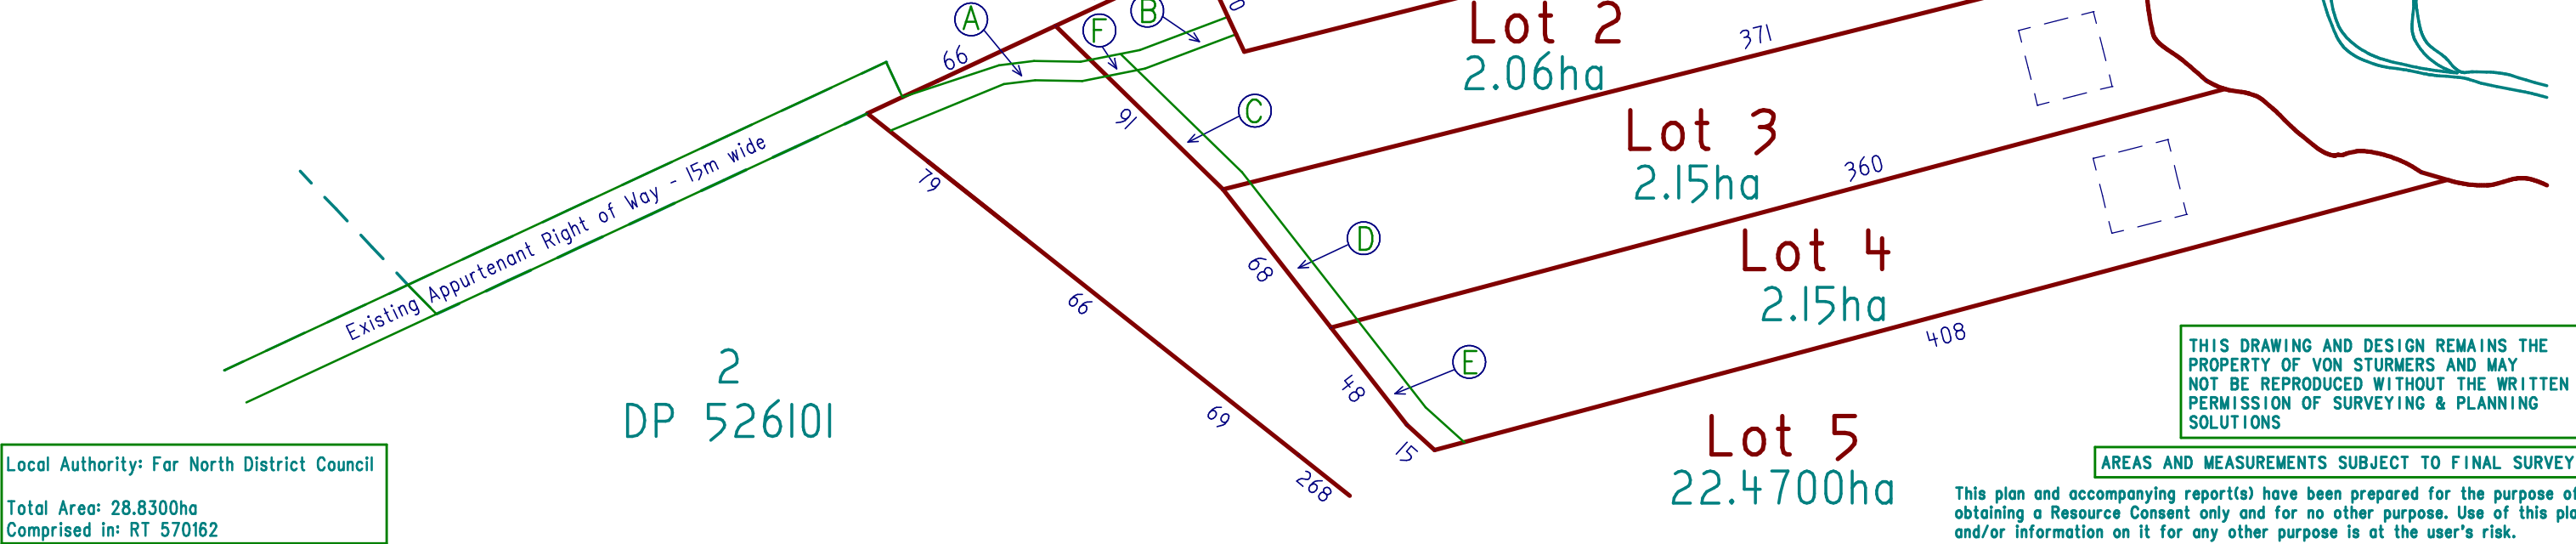 A
F
B
66
91
C
Lot 2
2.06ha
371
Lot 3
2.15ha
360
Existing Appurtenant Right of Way - 15m wide
79
D
68
66
Lot 4
2.15ha
408
E
48
69
15
268
2
DP 526101
Lot 5
22.4700ha
Local Authority: Far North District Council
Total Area: 28.8300ha
Comprised in: RT 570162
THIS DRAWING AND DESIGN REMAINS THE
PROPERTY OF VON STURMERS AND MAY
NOT BE REPRODUCED WITHOUT THE WRITTEN
PERMISSION OF SURVEYING & PLANNING
SOLUTIONS
AREAS AND MEASUREMENTS SUBJECT TO FINAL SURVEY
This plan and accompanying report(s) have been prepared for the purpose of
obtaining a Resource Consent only and for no other purpose. Use of this pla
and/or information on it for any other purpose is at the user's risk.